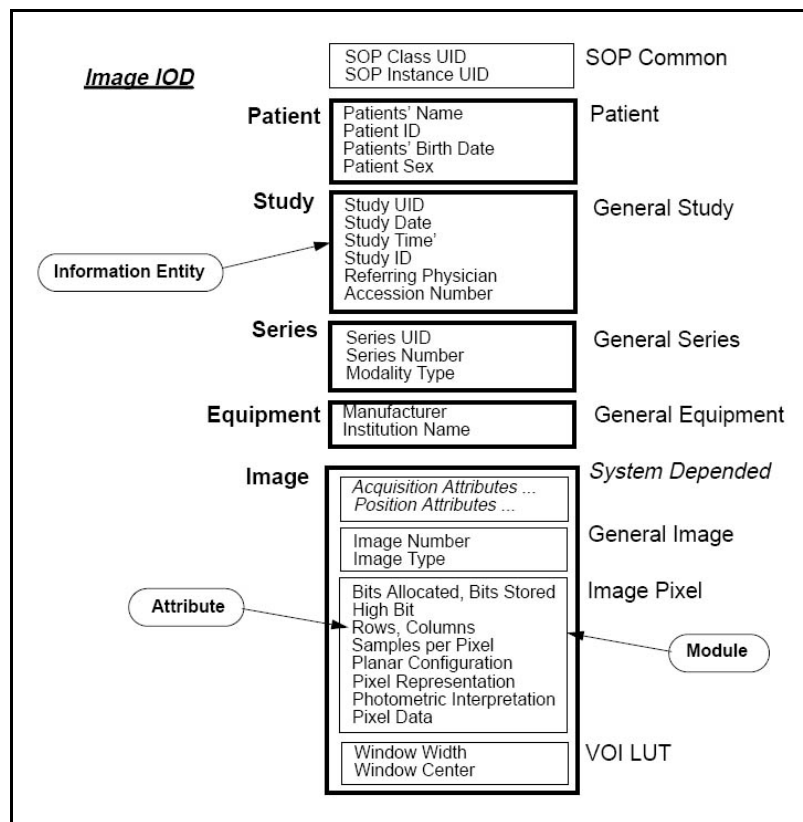 Image IOD
SOP Class UID
SOP Instance UID
SOP Common
Patient
Patients’ Name
Patient ID
Patients’ Birth Date
Patient Sex
Patient
Study
Study UID
Study Date
Study Time’
Study ID
Referring Physician
Accession Number
General Study
Information Entity
Series
Series UID
Series Number
Modality Type
General Series
Equipment
Manufacturer
Institution Name
General Equipment
Image
Acquisition Attributes ...
Position Attributes ...
System Depended
Image Number
Image Type
General Image
Bits Allocated, Bits Stored
High Bit
Rows, Columns
Samples per Pixel
Planar Configuration
Pixel Representation
Photometric Interpretation
Pixel Data
Image Pixel
Attribute
Module
Window Width
Window Center
VOI LUT